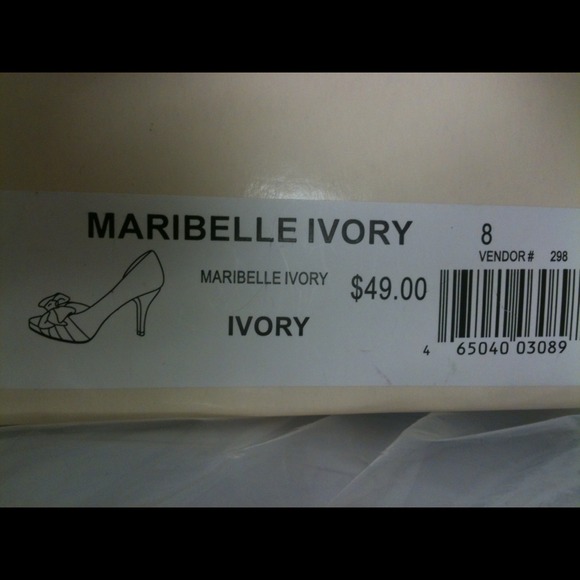 MARIBELLE IVORY 8
VENDOR# 298
MARIBELLE IVORY $49.00
IVORY
4 65040 03089